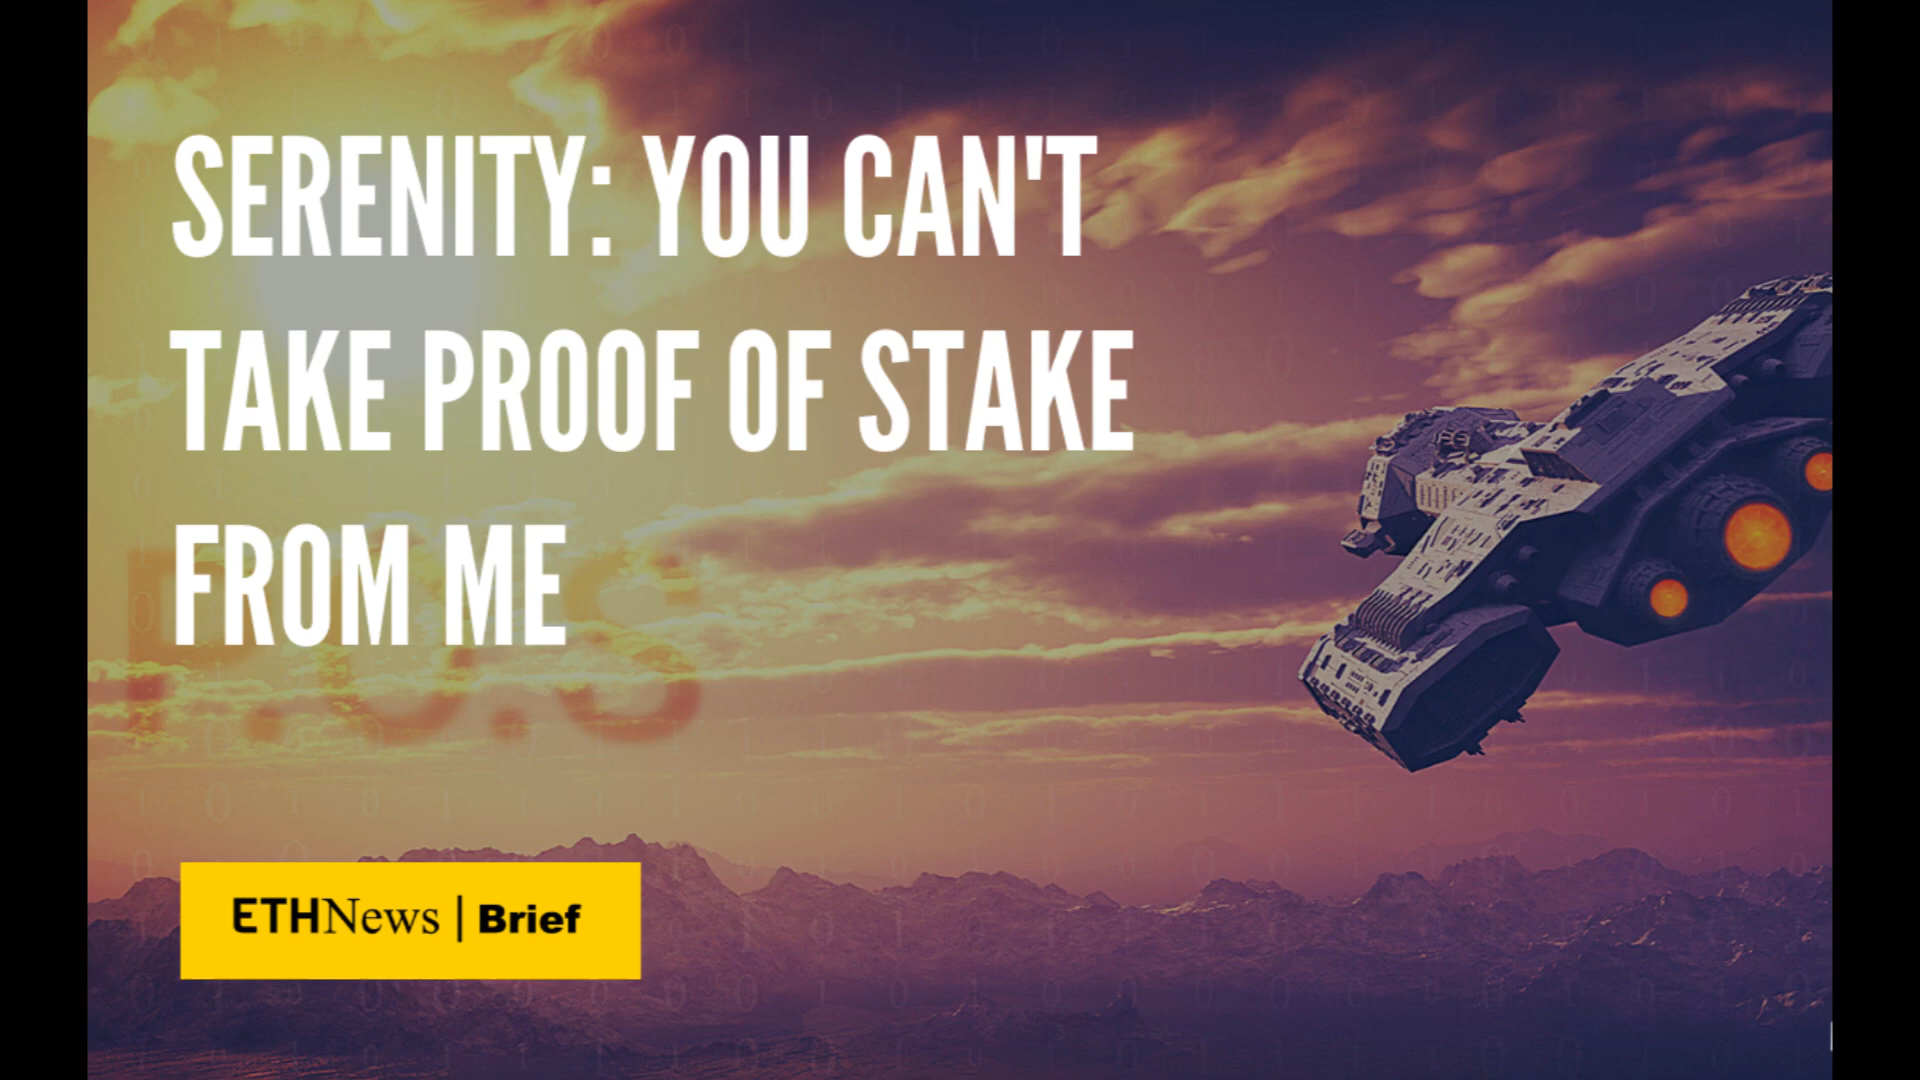 SERENITY: YOU CAN'T
TAKE PROOF OF STAKE
FROM ME
P.O.S
ETHNews | Brief